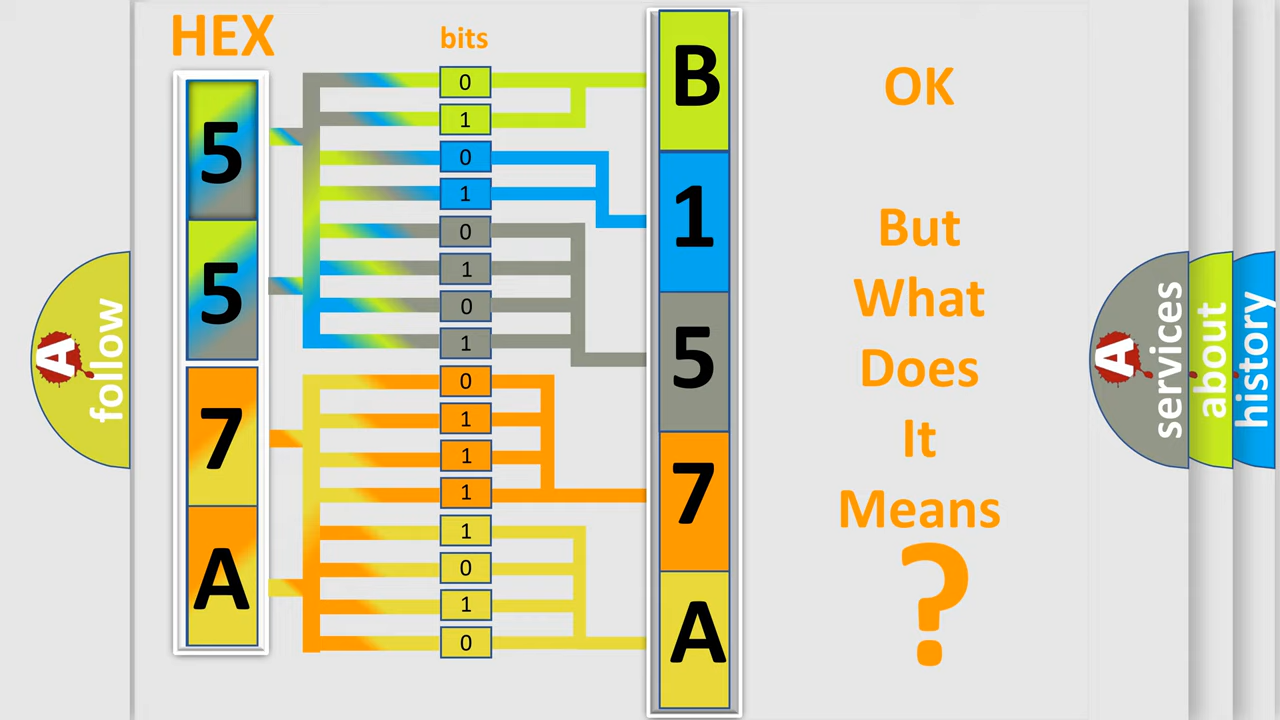 HEX
5
5
7
A
bits
0
1
0
1
0
1
0
1
0
1
1
1
1
0
1
0
B
1
5
7
A
OK
But
What
Does
It
Means
?
A
follow
A
services
about
history